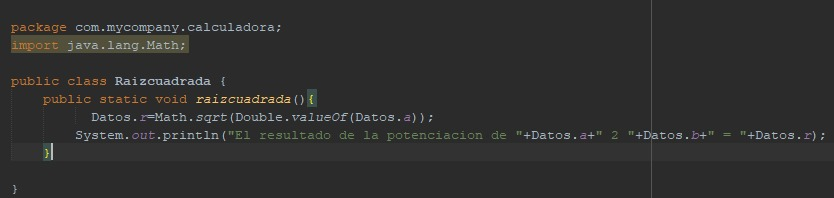 package com.mycompany.calculadora;
import java.lang.Math;
public class Raizcuadrada {
public static void raizcuadrada(){
Datos.r=Math.sqrt(Double.valueOf(Datos.a));
System.out.println("El resultado de la potenciacion de "+Datos.a+" 2 "+Datos.b+" = "+Datos.r);
}
}